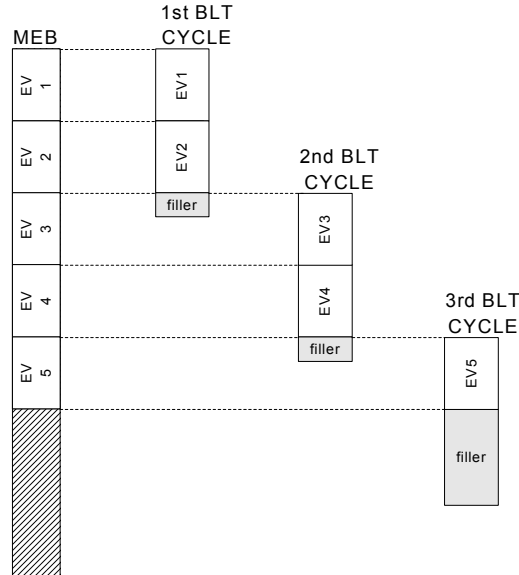 1st BLT
CYCLE
MEB
EV 1
EV1
EV 2
EV2
2nd BLT
CYCLE
filler
EV 3
EV3
EV 4
EV4
3rd BLT
CYCLE
filler
EV 5
EV5
filler